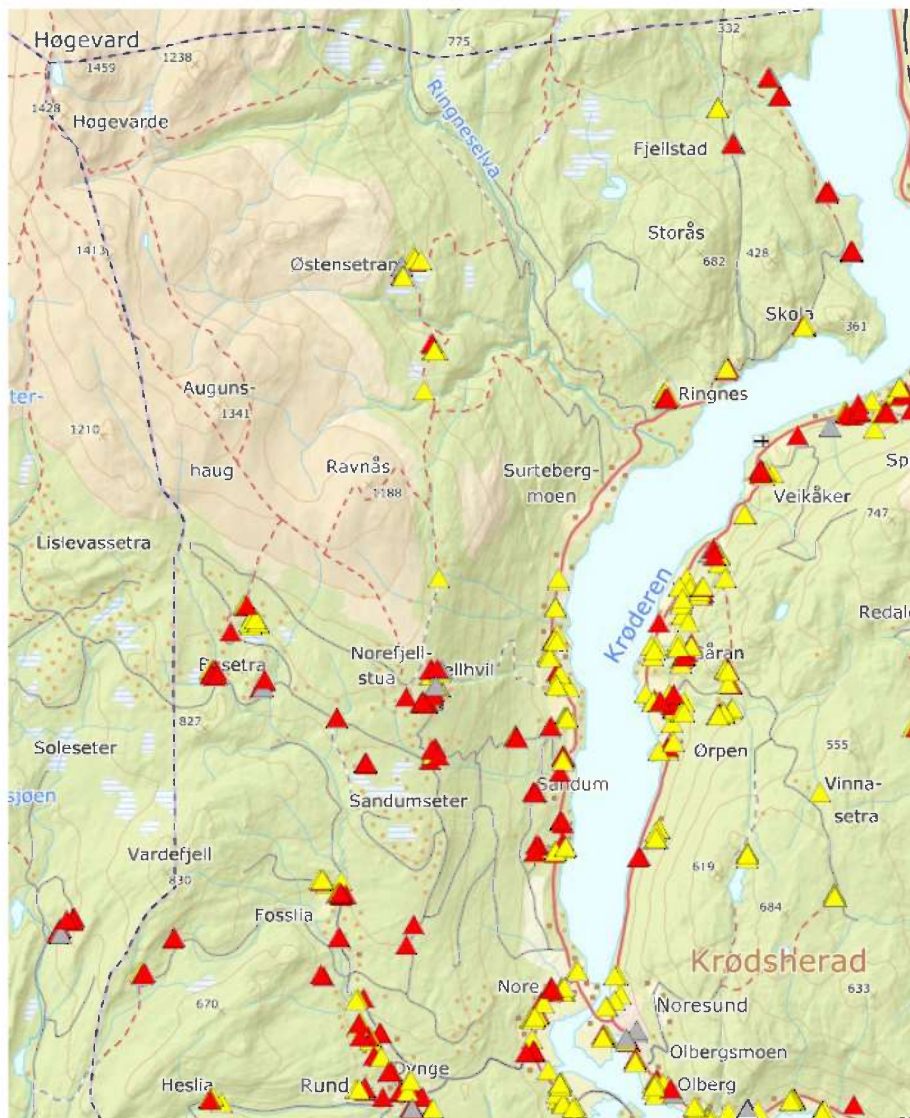 Høgevard
775
332
1459
1238
1428
Høgevarde
Ringneselva
Fjellstad
Storås
1413
682
428
Østensetran
Skola
361
Auguns-
1341
haug
Ringnes
1210
Ravnås
1188
Surteberg-
moen
Veikåker
747
Lislevassetra
Krøderen
Norefjell-
stua
827
Soleseter
Ørpen
555
Sandum
Vinna-
setra
Sandumseter
Vardefjell
830
619
684
Fosslia
Krødsherad
633
Nore
Noresund
670
Olbergsmoen
Heslia
Rund
Olberg